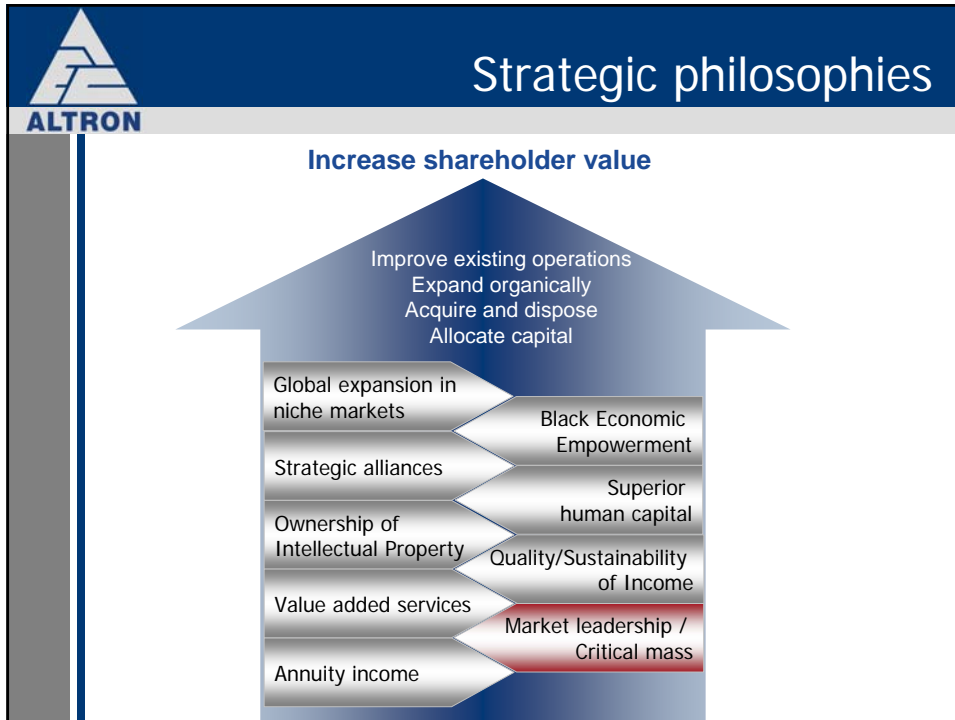 ALTRON
Strategic philosophies
Increase shareholder value
Improve existing operations
Expand organically
Acquire and dispose
Allocate capital
Global expansion in
niche markets
Black Economic
Empowerment
Strategic alliances
Superior
human capital
Ownership of
Intellectual Property
Quality/Sustainability
of Income
Value added services
Market leadership /
Critical mass
Annuity income